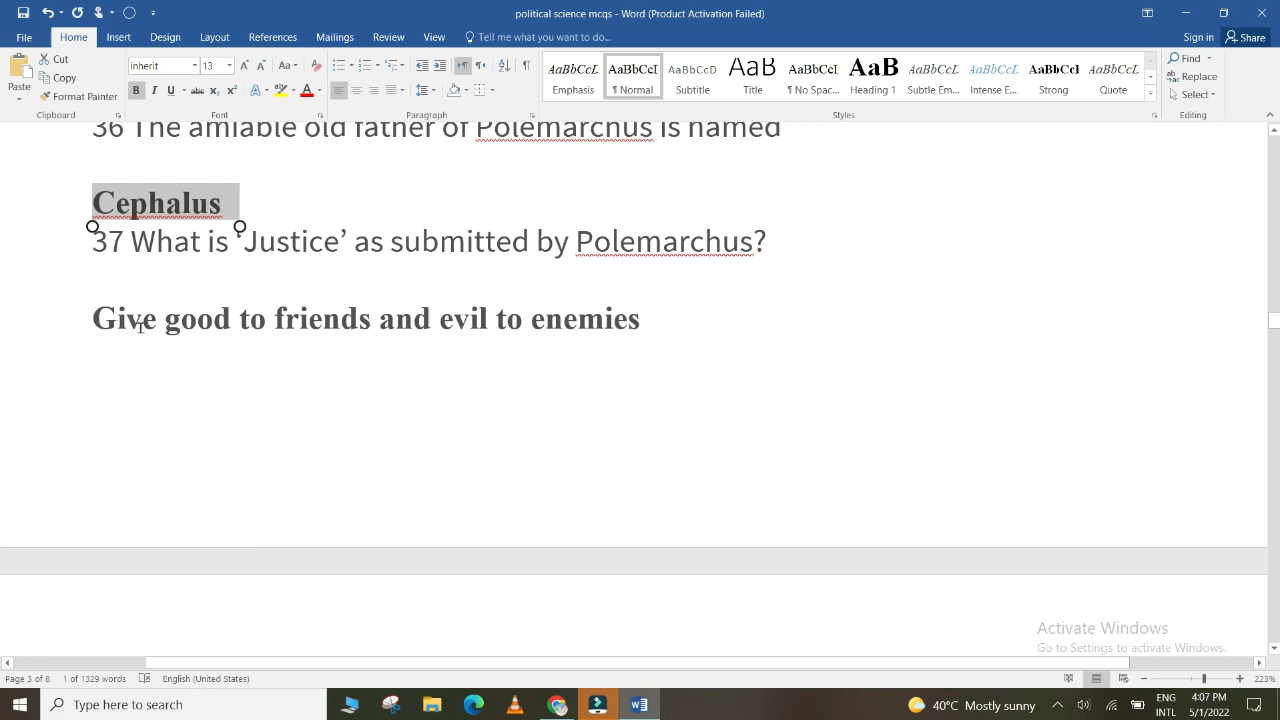 political science mcqs - Word (Product Activation Failed)
Sign in
Share
File
Home
Insert
Design
Layout
References
Mailings
Review
View
Tell me what you want to do...
Paste
Cut
Copy
Format Painter
inherit
13
Aa
B I U abc x₂ x²
A
AaBbCcL AaBbCcI AaBbCcD AaB AaBbCcI AaB AaBbCcL AaBbCcL AaBbCcI AaBbCcL
Emphasis ¶ Normal Subtitle Title ¶ No Spac... Heading 1 Subtle Em... Intense E... Strong Quote
Find
Replace
Select
Clipboard Font Paragraph Styles Editing
36 The amiable old father of Polemarchus is named
Cephalus
37 What is ‘Justice’ as submitted by Polemarchus?
Give good to friends and evil to enemies
Activate Windows
Go to Settings to activate Windows.
Page 3 of 8 1 of 1329 words English (United States) 223%
Type here to search
40°C Mostly sunny
ENG
INTL
4:07 PM
5/1/2022